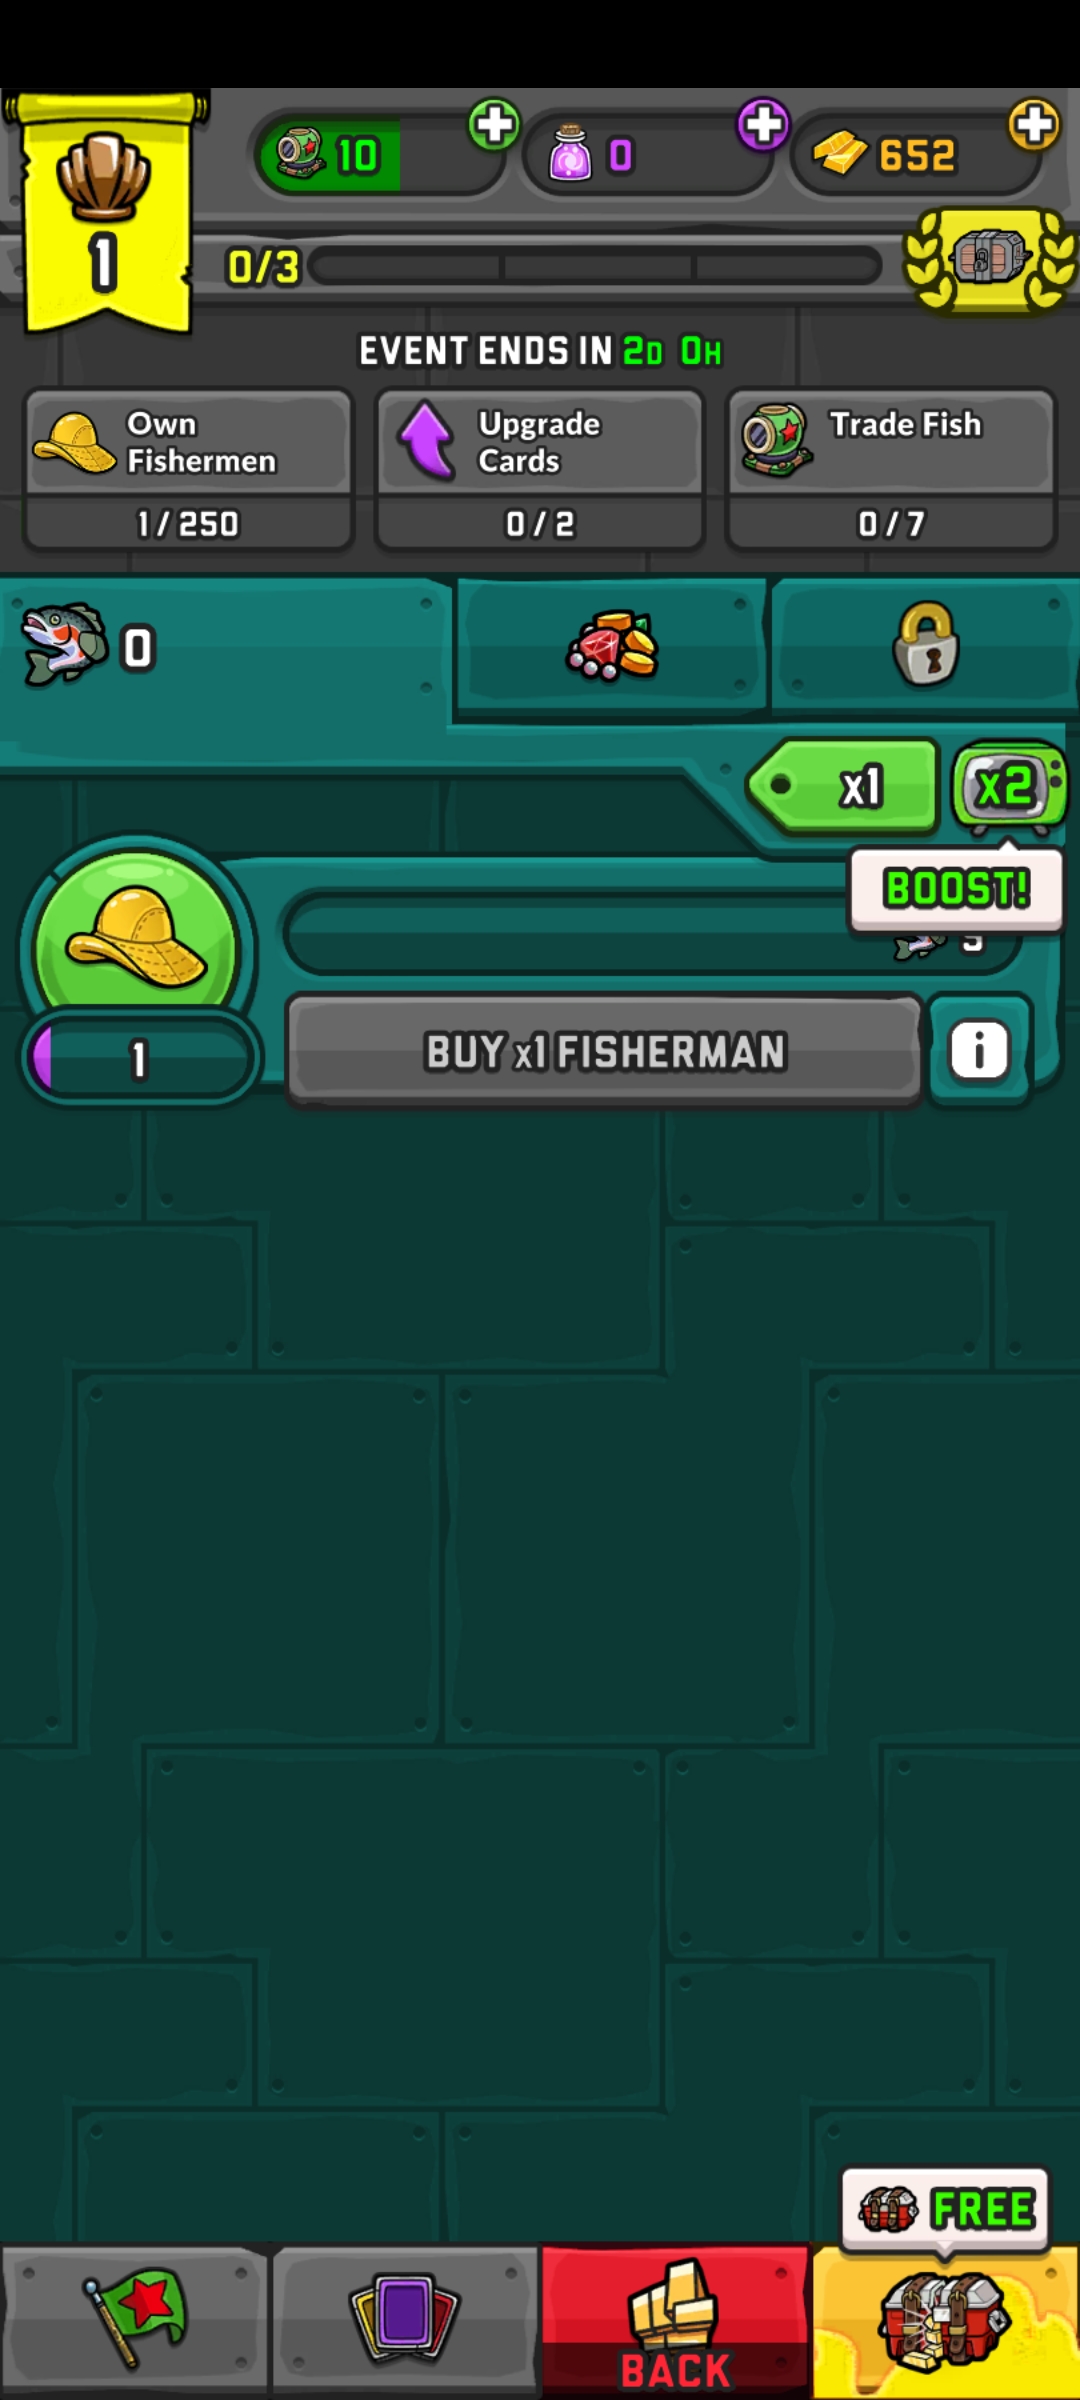 1
10
0
652
0/3
EVENT ENDS IN 2D 0H
Own Fishermen
1/250
Upgrade Cards
0/2
Trade Fish
0/7
0
x1
x2
BOOST!
1
BUY x1 FISHERMAN
i
FREE
BACK